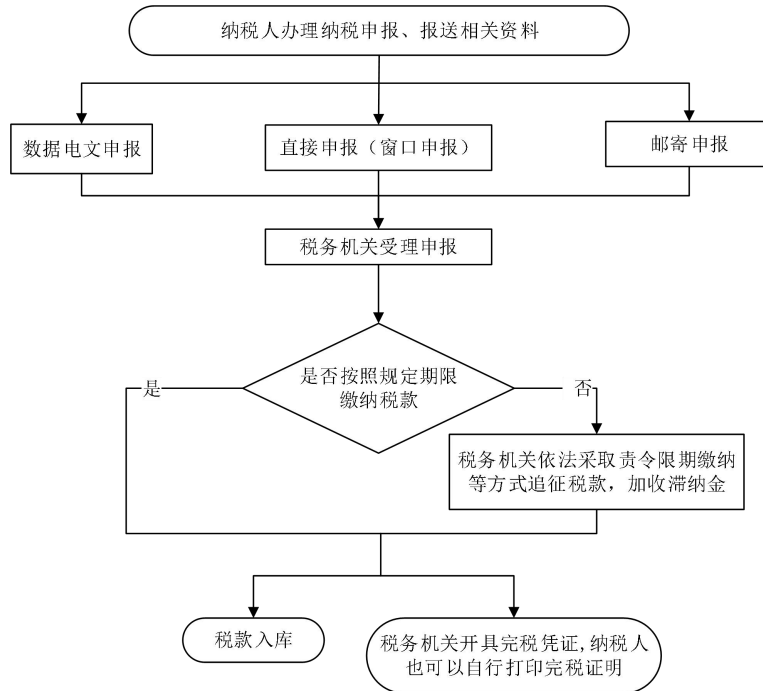 纳税人办理纳税申报、报送相关资料
数据电文申报
直接申报（窗口申报）
邮寄申报
税务机关受理申报
是否按照规定期限
缴纳税款
是
否
税务机关依法采取责令限期缴纳
等方式追征税款，加收滞纳金
税款入库
税务机关开具完税凭证,纳税人
也可以自行打印完税证明